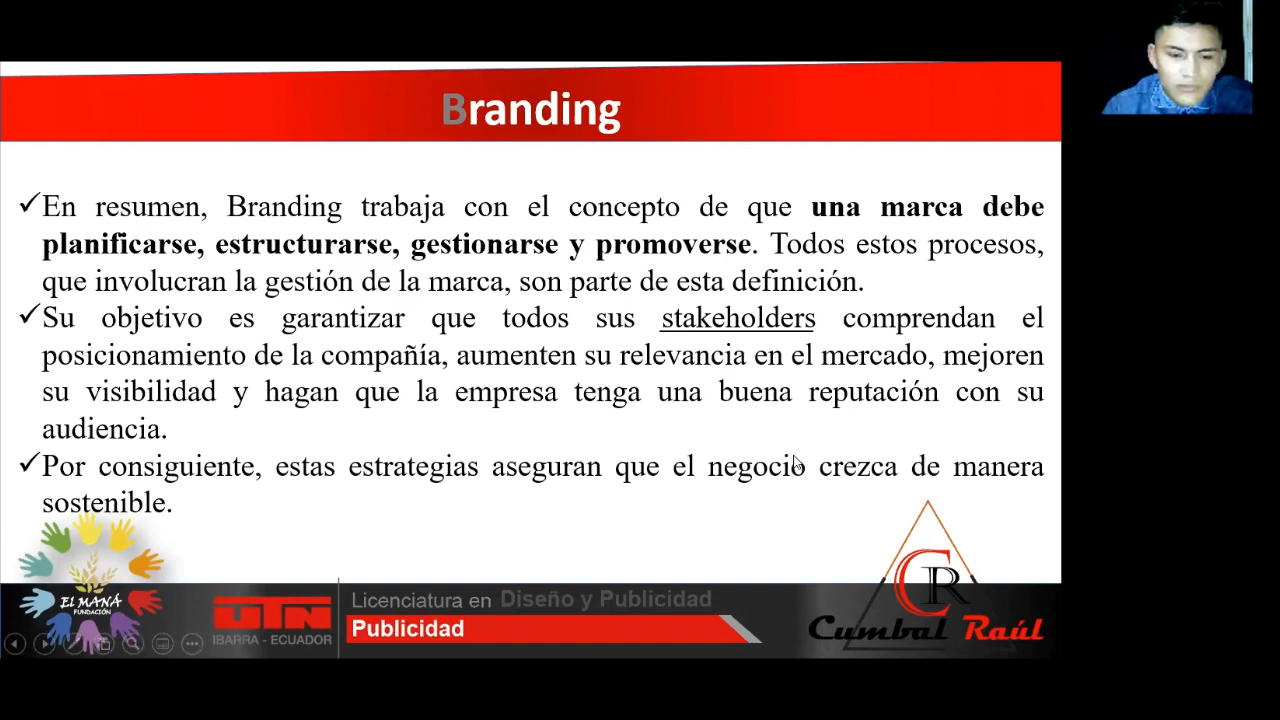 Branding
✓En resumen, Branding trabaja con el concepto de que una marca debe
planificarse, estructurarse, gestionarse y promoverse. Todos estos procesos,
que involucran la gestión de la marca, son parte de esta definición.
✓Su objetivo es garantizar que todos sus stakeholders comprendan el
posicionamiento de la compañía, aumenten su relevancia en el mercado, mejoren
su visibilidad y hagan que la empresa tenga una buena reputación con su
audiencia.
✓Por consiguiente, estas estrategias aseguran que el negocio crezca de manera
sostenible.
EL MANÁ
FUNDACIÓN
UTN
IBARRA - ECUADOR
Licenciatura en Diseño y Publicidad
Publicidad
CR
Cumbal Raúl